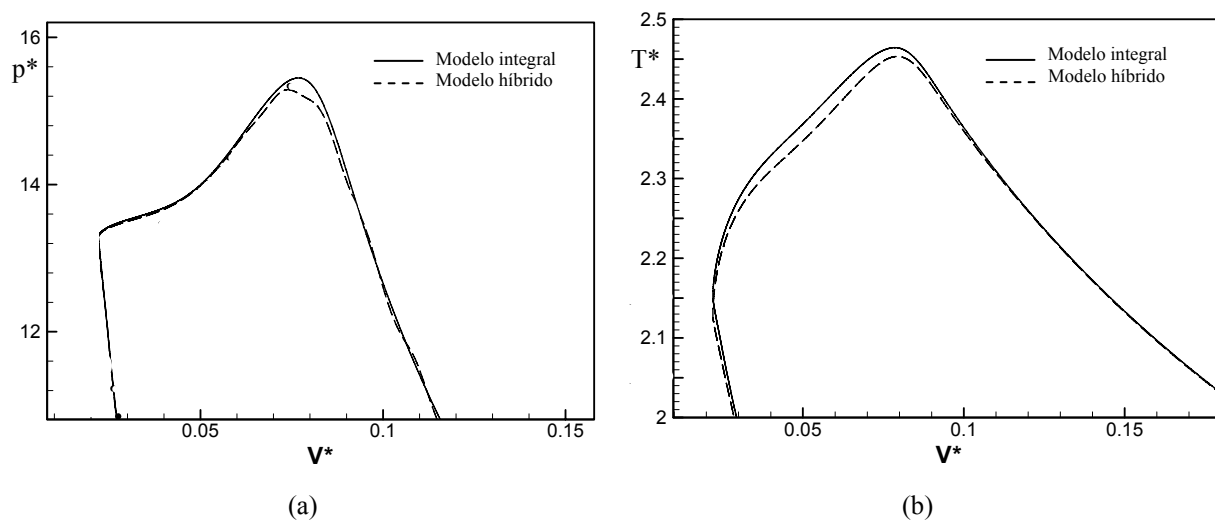 16
p*
14
12
0.05
0.1
0.15
V*
Modelo integral
Modelo híbrido
(a)
2.5
T*
2.4
2.3
2.2
2.1
2
0.05
0.1
0.15
V*
Modelo integral
Modelo híbrido
(b)